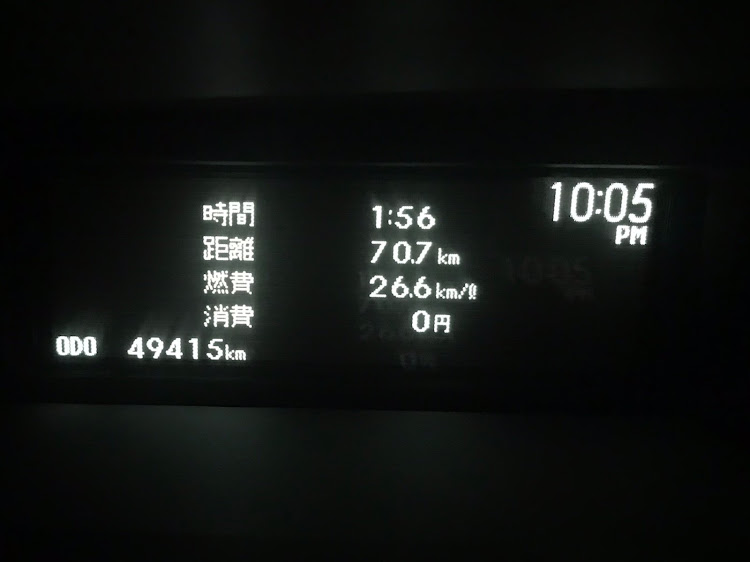 10:05
PM
時間 1:56
距離 70.7 km
燃費 26.6 km/ℓ
消費 0円
ODO 49415km